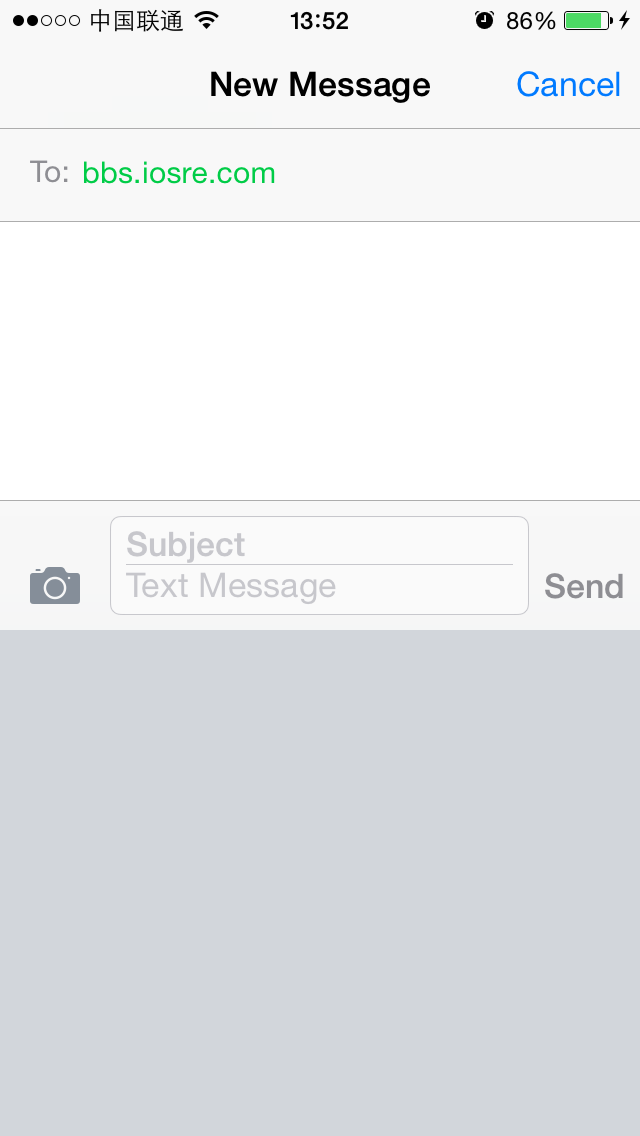 中国联通 13:52 86%
New Message Cancel
To: bbs.iosre.com
Subject
Text Message
Send